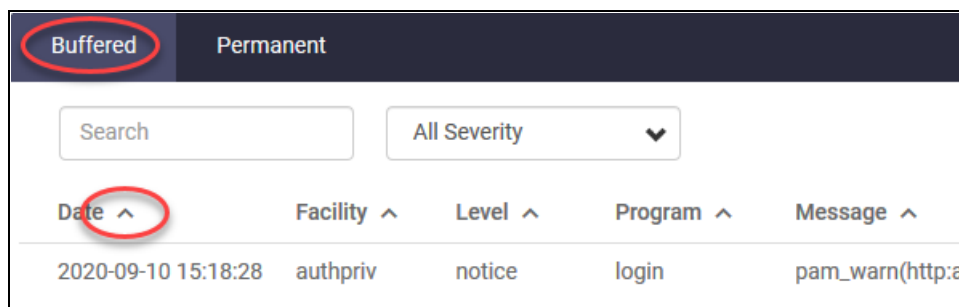 Buffered Permanent
Search All Severity
Date Facility Level Program Message
2020-09-10 15:18:28 authpriv notice login pam_warn(http:a